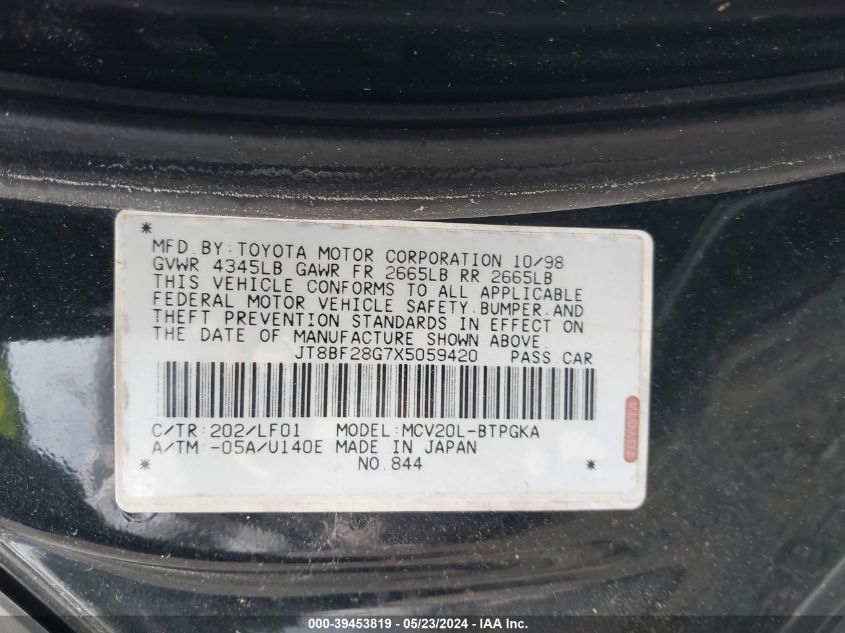 * *
MFD. BY: TOYOTA MOTOR CORPORATION 10/98
GVWR 4345LB GAWR FR 2665LB RR 2665LB
THIS VEHICLE CONFORMS TO ALL APPLICABLE
FEDERAL MOTOR VEHICLE SAFETY, BUMPER, AND
THEFT PREVENTION STANDARDS IN EFFECT ON
THE DATE OF MANUFACTURE SHOWN ABOVE.
JT8BF28G7X5059420 PASS. CAR
C/TR: 202/LF01 MODEL: MCV20L-BTPGKA
A/TM: -05A/U140E MADE IN JAPAN
* NO. 844 *
TOYOTA
000-39453819 - 05/23/2024 - IAA Inc.